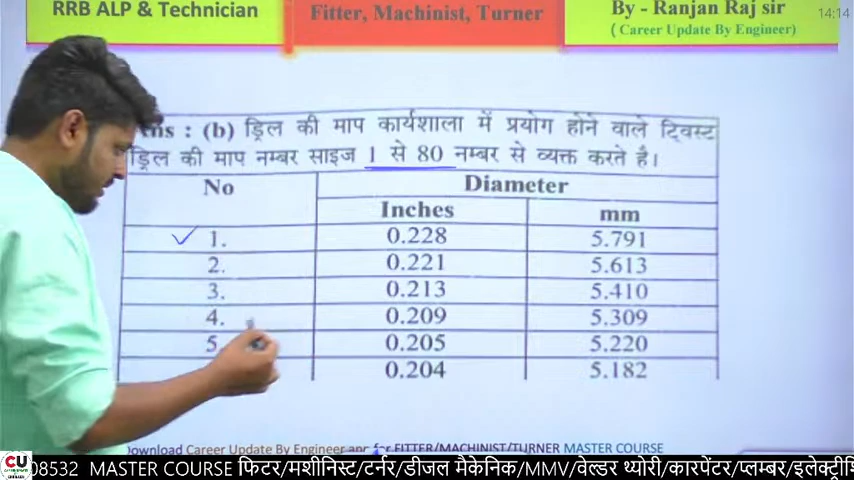 RRB ALP & Technician
Fitter, Machinist, Turner
By - Ranjan Raj sir
( Career Update By Engineer)
14:14
: (b) ड्रिल की माप कार्यशाला में प्रयोग होने वाले ट्विस्ट
ड्रिल की माप नम्बर साइज 1 से 80 नम्बर से व्यक्त करते है।
No Diameter
Inches mm
1. 0.228 5.791
2. 0.221 5.613
3. 0.213 5.410
4. 0.209 5.309
5 0.205 5.220
0.204 5.182
Download Career Update By Engineer for FITTER/MACHINIST/TURNER MASTER COURSE
CU
08532 MASTER COURSE फिटर/मशीनिस्ट/टर्नर/डीजल मैकेनिक/MMV/वेल्डर थ्योरी/कारपेंटर/प्लम्बर/